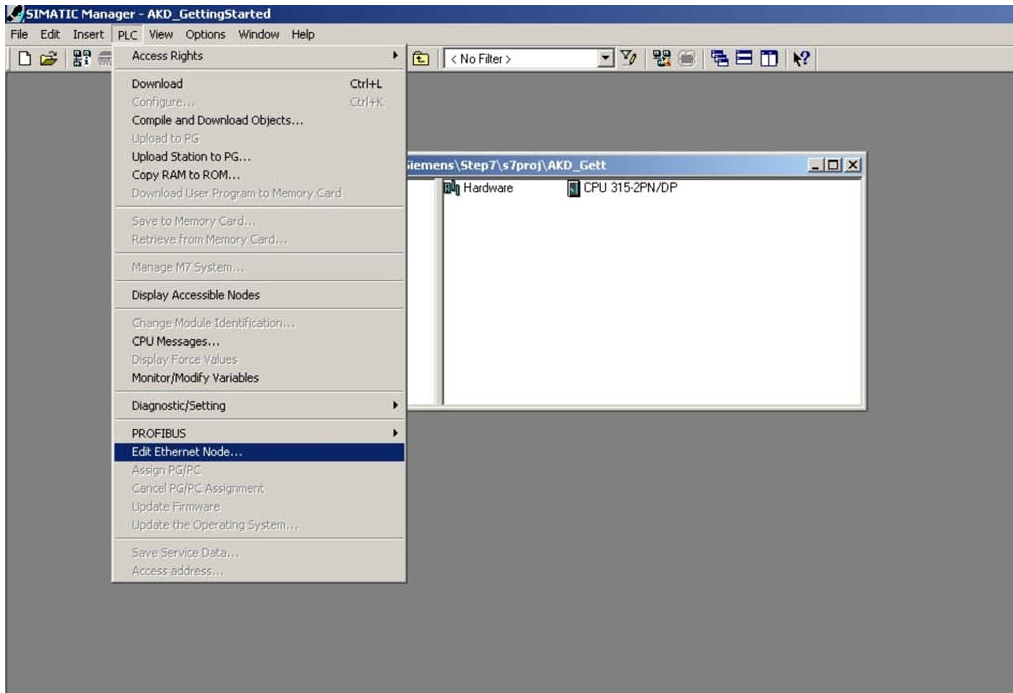 SIMATIC Manager - AKD_GettingStarted
File Edit Insert PLC View Options Window Help
< No Filter >
Access Rights
Download Ctrl+L
Configure... Ctrl+K
Compile and Download Objects...
Upload to PG
Upload Station to PG...
Copy RAM to ROM...
Download User Program to Memory Card
Save to Memory Card...
Retrieve from Memory Card...
Manage M7 System...
Display Accessible Nodes
Change Module Identification...
CPU Messages...
Display Force Values
Monitor/Modify Variables
Diagnostic/Setting
PROFIBUS
Edit Ethernet Node...
Assign PG/PC
Cancel PG/PC Assignment
Update Firmware
Update the Operating System...
Save Service Data...
Access address...
iemens\Step7\s7proj\AKD_Gett
Hardware CPU 315-2PN/DP